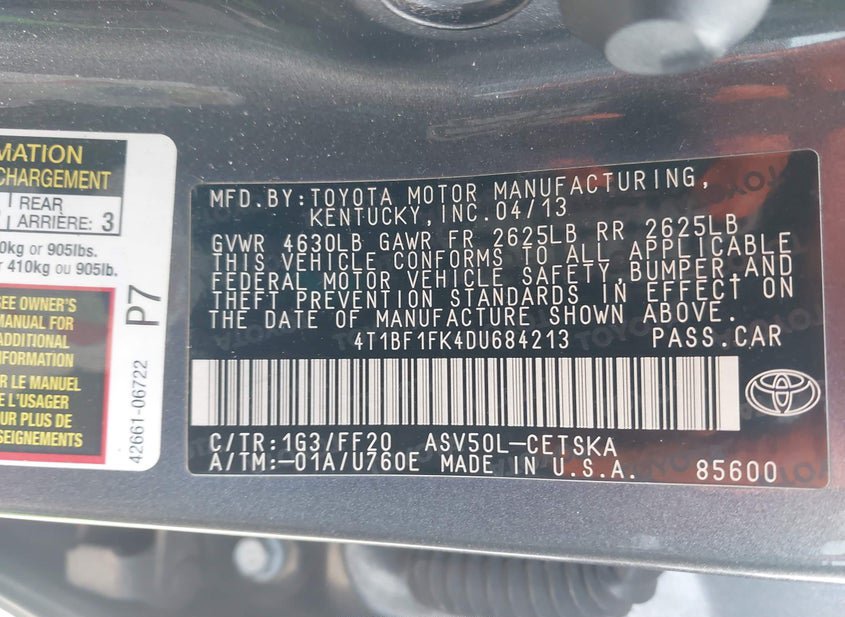 MATION
CHARGEMENT
REAR
ARRIÈRE: 3
0kg or 905lbs.
r 410kg ou 905lb.
SEE OWNER'S
MANUAL FOR
ADDITIONAL
INFORMATION
R LE MANUEL
E L'USAGER
UR PLUS DE
SEIGNEMENTS
P7
42661-06722
MFD.BY:TOYOTA MOTOR MANUFACTURING,
KENTUCKY,INC.04/13
GVWR 4630LB GAWR FR 2625LB RR 2625LB
THIS VEHICLE CONFORMS TO ALL APPLICABLE
FEDERAL MOTOR VEHICLE SAFETY,BUMPER,AND
THEFT PREVENTION STANDARDS IN EFFECT ON
THE DATE OF MANUFACTURE SHOWN ABOVE.
4T1BF1FK4DU684213 PASS.CAR
C/TR:1G3/FF20 ASV50L-CETSKA
A/TM:-01A/U760E MADE IN U.S.A. 85600